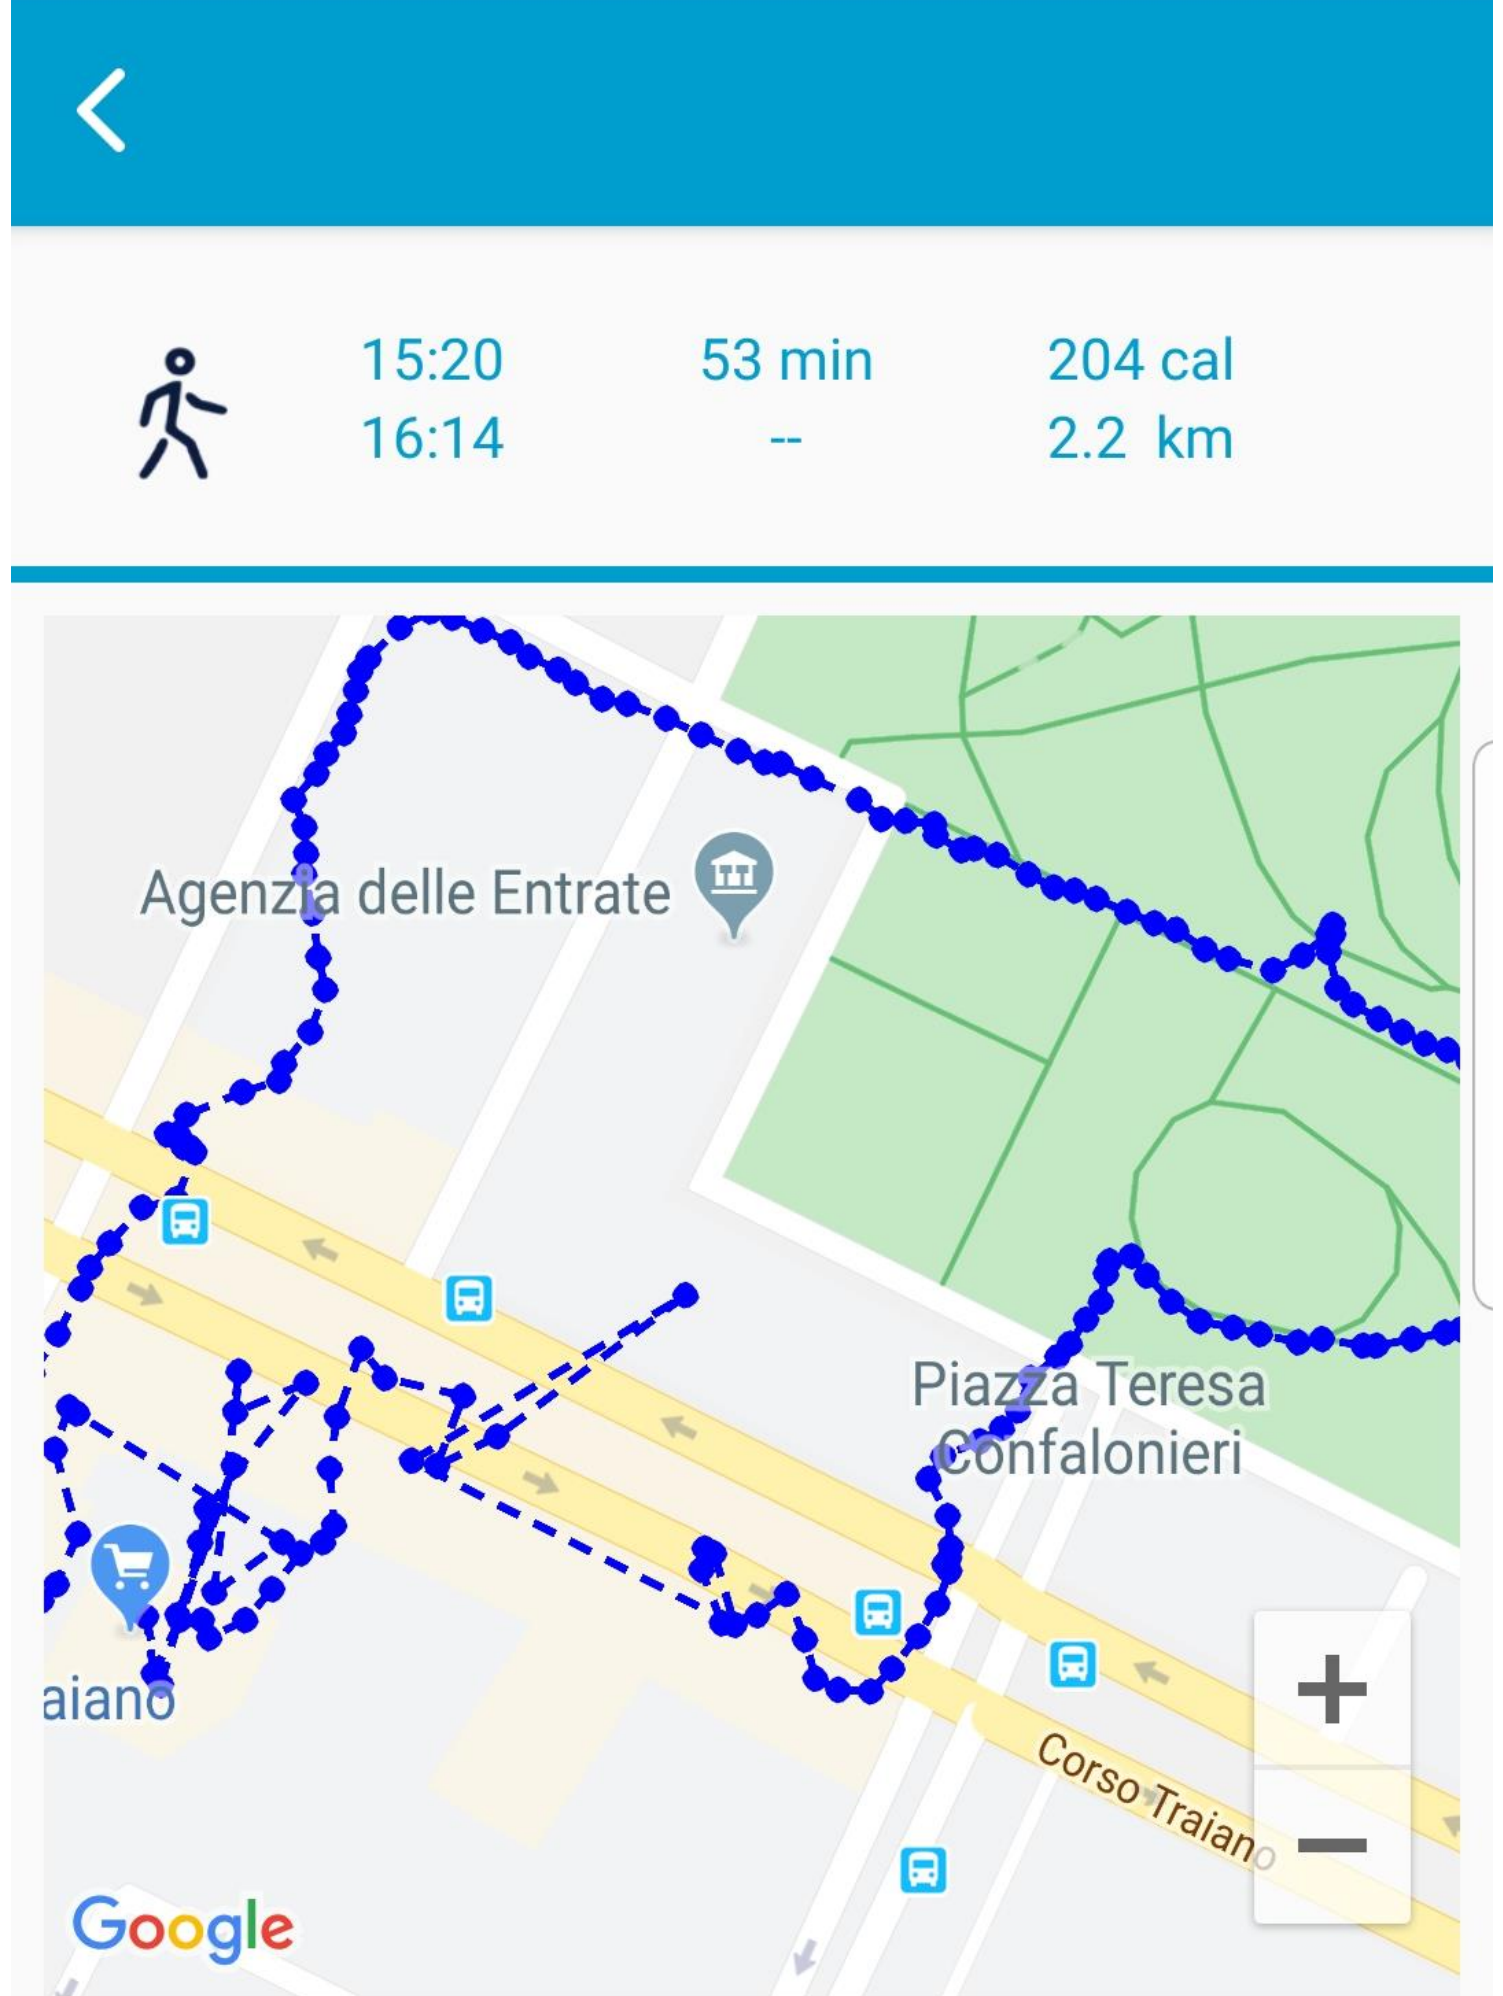 15:20 53 min 204 cal
16:14 -- 2.2 km
Agenzia delle Entrate
Piazza Teresa
Confalonieri
aiano
Corso Traiano
+
−
Google